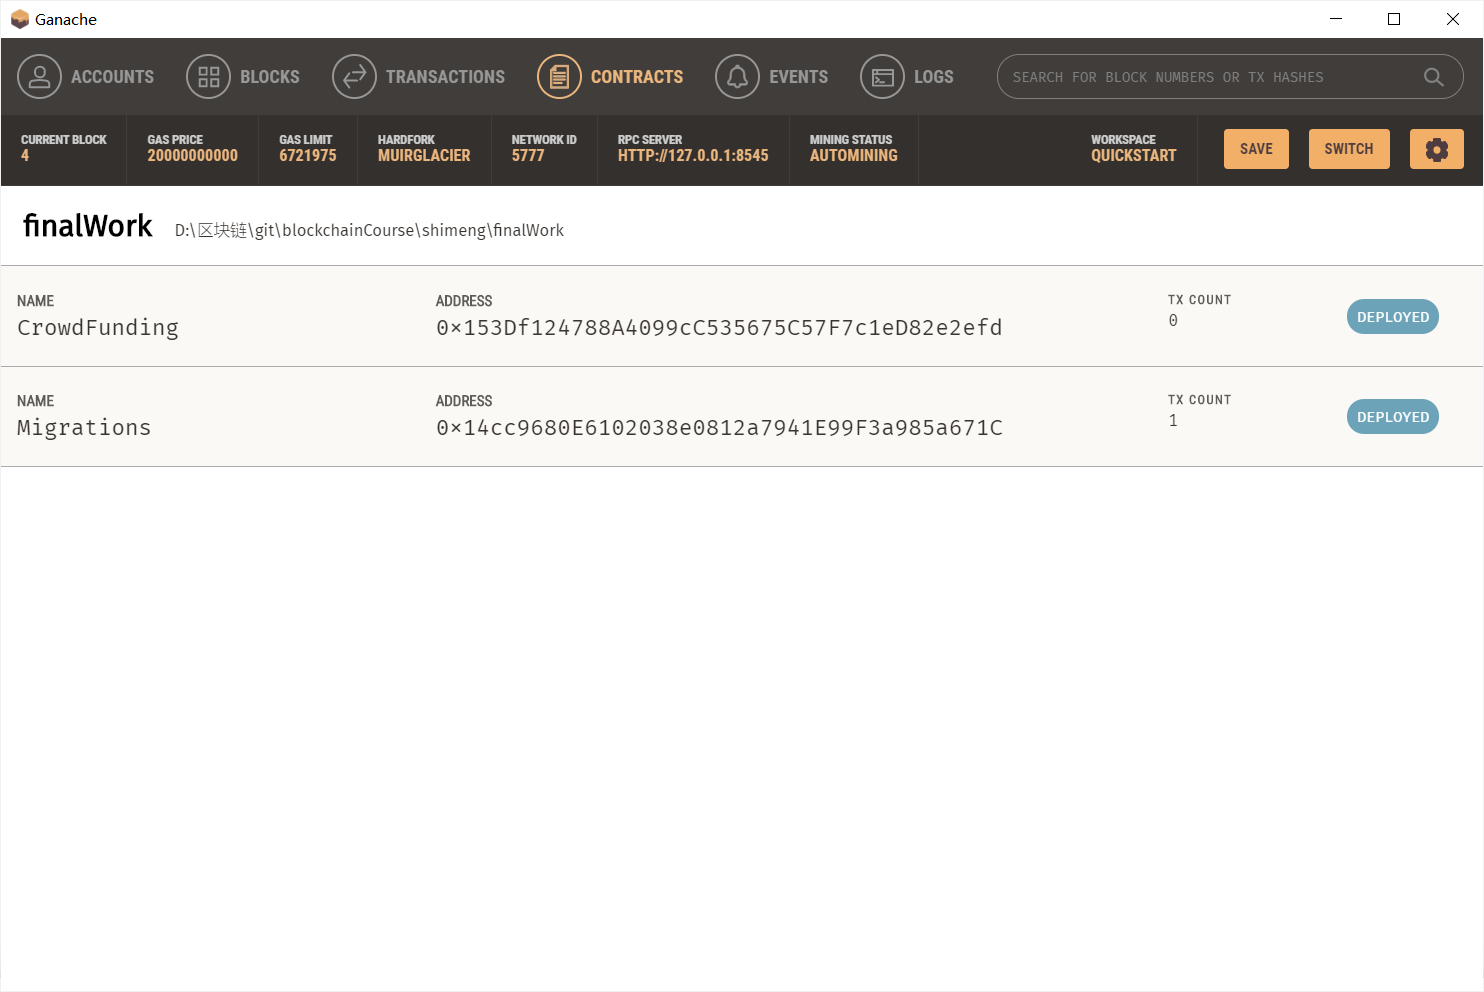 Ganache
ACCOUNTS BLOCKS TRANSACTIONS CONTRACTS EVENTS LOGS SEARCH FOR BLOCK NUMBERS OR TX HASHES
CURRENT BLOCK GAS PRICE GAS LIMIT HARDFORK NETWORK ID RPC SERVER MINING STATUS WORKSPACE
4 20000000000 6721975 MUIRGLACIER 5777 HTTP://127.0.0.1:8545 AUTOMINING QUICKSTART SAVE SWITCH
finalWork D:\区块链\git\blockchainCourse\shimeng\finalWork
NAME ADDRESS TX COUNT
CrowdFunding 0×153Df124788A4099cC535675C57F7c1eD82e2efd 0 DEPLOYED
NAME ADDRESS TX COUNT
Migrations 0×14cc9680E6102038e0812a7941E99F3a985a671C 1 DEPLOYED